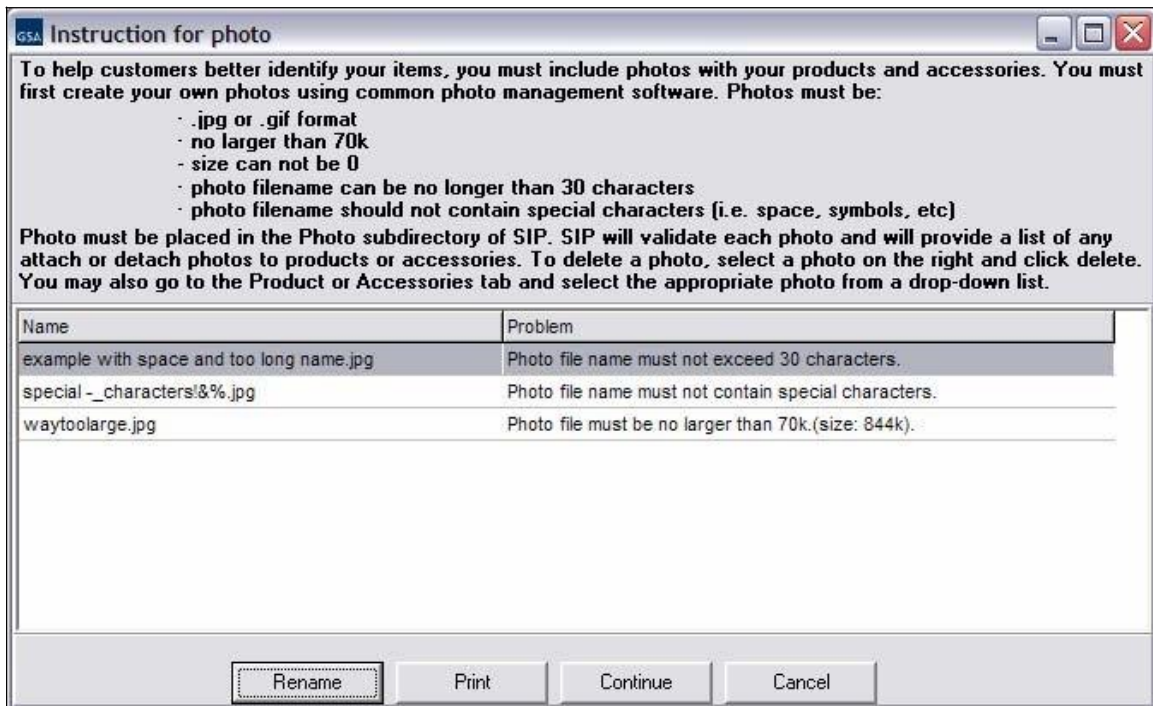 GSA Instruction for photo
To help customers better identify your items, you must include photos with your products and accessories. You must
first create your own photos using common photo management software. Photos must be:
· .jpg or .gif format
· no larger than 70k
- size can not be 0
· photo filename can be no longer than 30 characters
· photo filename should not contain special characters (i.e. space, symbols, etc)
Photo must be placed in the Photo subdirectory of SIP. SIP will validate each photo and will provide a list of any
attach or detach photos to products or accessories. To delete a photo, select a photo on the right and click delete.
You may also go to the Product or Accessories tab and select the appropriate photo from a drop-down list.
Name Problem
example with space and too long name.jpg Photo file name must not exceed 30 characters.
special -_characters!&%.jpg Photo file name must not contain special characters.
waytoolarge.jpg Photo file must be no larger than 70k.(size: 844k).
Rename Print Continue Cancel